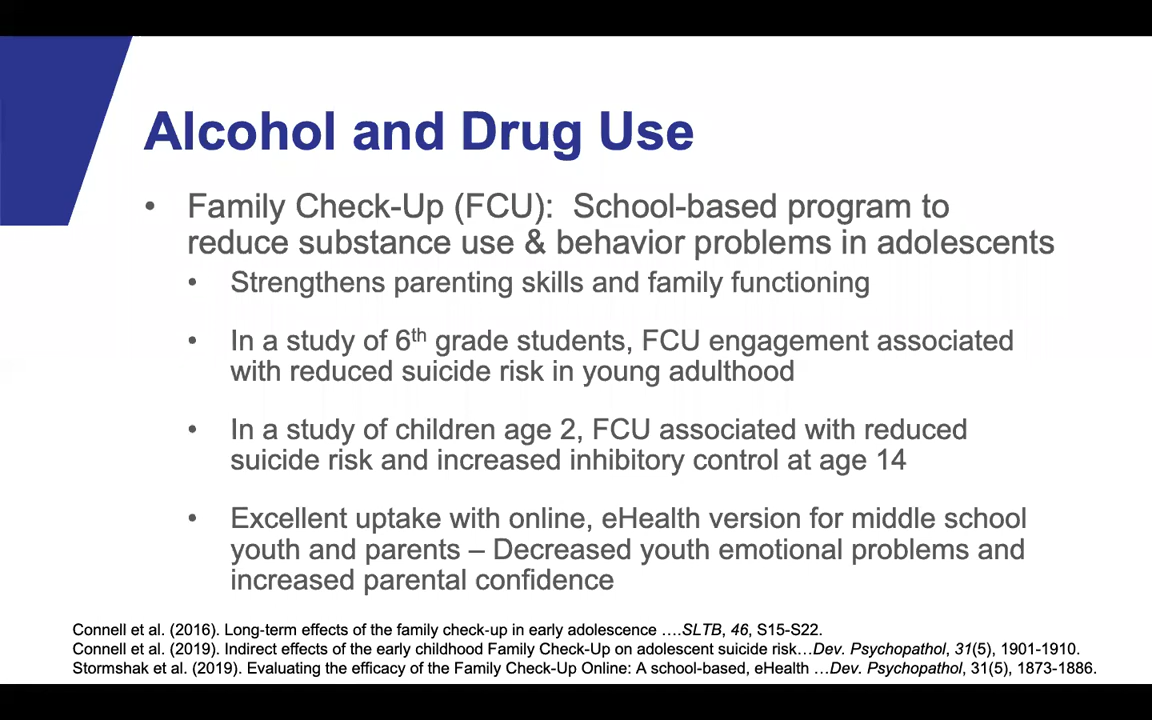 Alcohol and Drug Use
• Family Check-Up (FCU):  School-based program to
reduce substance use & behavior problems in adolescents
• Strengthens parenting skills and family functioning
• In a study of 6th grade students, FCU engagement associated
with reduced suicide risk in young adulthood
• In a study of children age 2, FCU associated with reduced
suicide risk and increased inhibitory control at age 14
• Excellent uptake with online, eHealth version for middle school
youth and parents – Decreased youth emotional problems and
increased parental confidence
Connell et al. (2016). Long-term effects of the family check-up in early adolescence ….SLTB, 46, S15-S22.
Connell et al. (2019). Indirect effects of the early childhood Family Check-Up on adolescent suicide risk…Dev. Psychopathol, 31(5), 1901-1910.
Stormshak et al. (2019). Evaluating the efficacy of the Family Check-Up Online: A school-based, eHealth …Dev. Psychopathol, 31(5), 1873-1886.